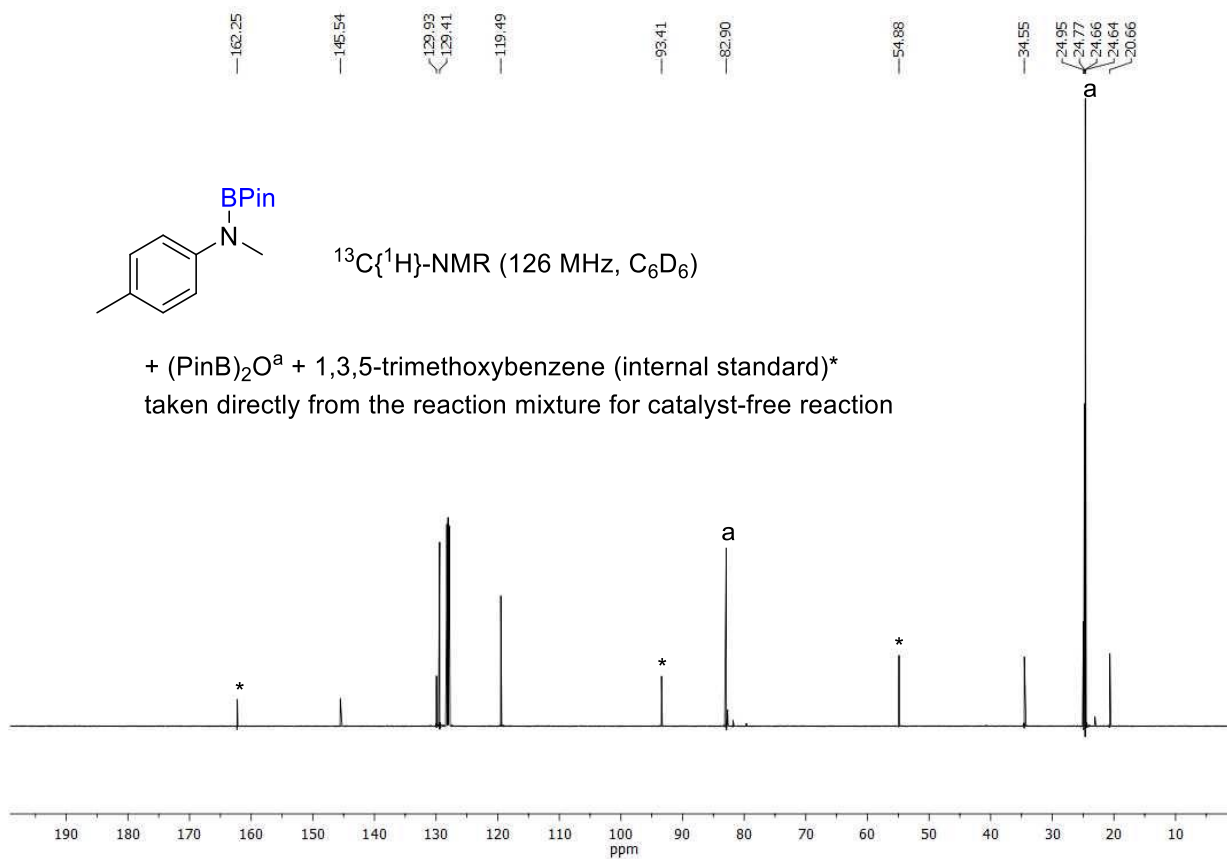 162.25
145.54
129.93
129.41
119.49
93.41
82.90
54.88
34.55
24.95
24.77
24.66
24.64
20.66
a
BPin
N
¹³C{¹H}-NMR (126 MHz, C₆D₆)
+ (PinB)₂Oᵃ + 1,3,5-trimethoxybenzene (internal standard)*
taken directly from the reaction mixture for catalyst-free reaction
a
*
*
*
190 180 170 160 150 140 130 120 110 100 90 80 70 60 50 40 30 20 10
ppm